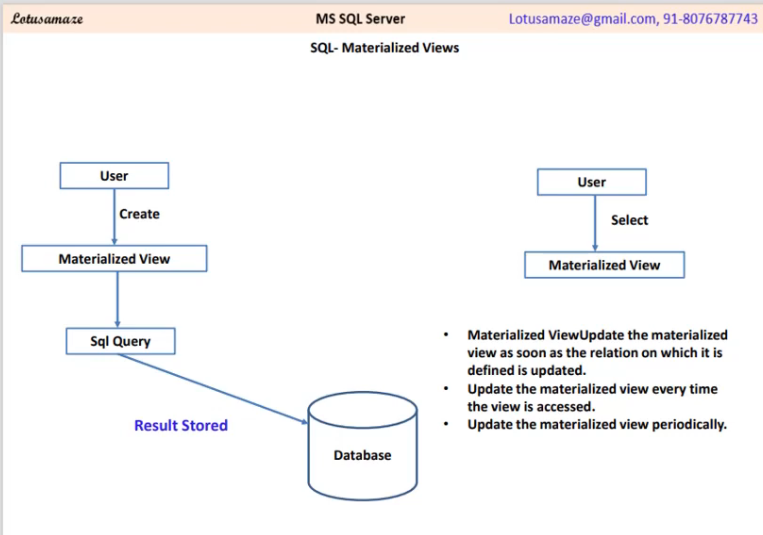 Lotusamaze
MS SQL Server
Lotusamaze@gmail.com, 91-8076787743
SQL- Materialized Views
User
Create
Materialized View
Sql Query
Result Stored
Database
User
Select
Materialized View
• Materialized ViewUpdate the materialized
view as soon as the relation on which it is
defined is updated.
• Update the materialized view every time
the view is accessed.
• Update the materialized view periodically.